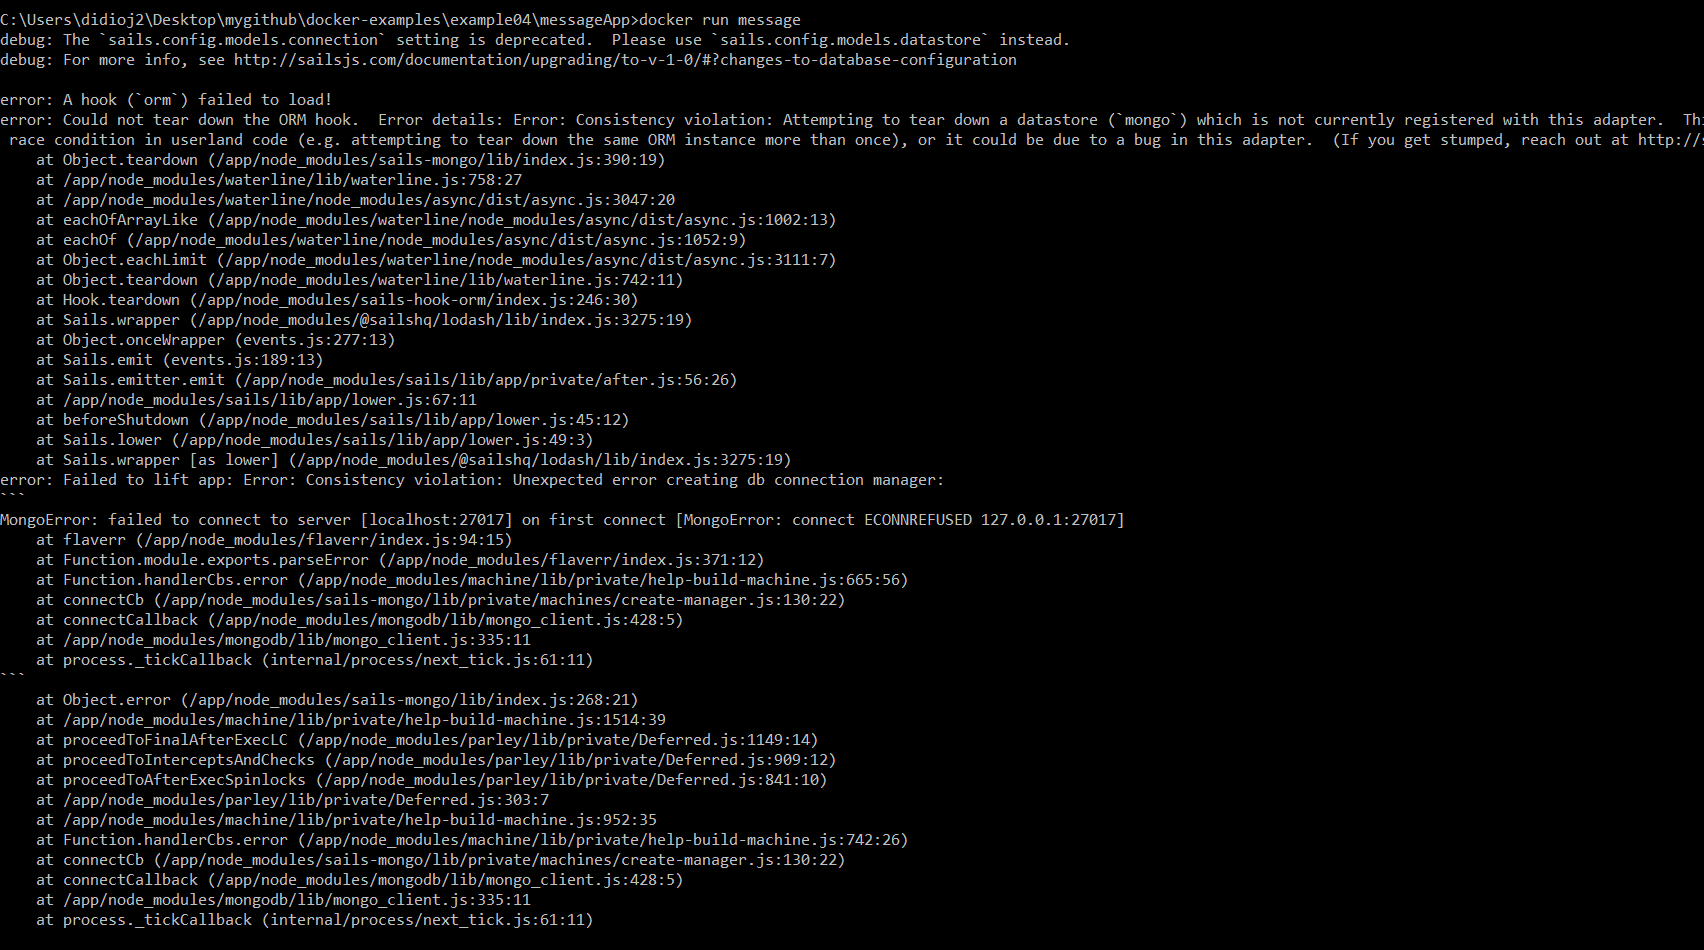 C:\Users\didioj2\Desktop\mygithub\docker-examples\example04\messageApp>docker run message
debug: The `sails.config.models.connection` setting is deprecated.  Please use `sails.config.models.datastore` instead.
debug: For more info, see http://sailsjs.com/documentation/upgrading/to-v-1-0/#?changes-to-database-configuration
error: A hook (`orm`) failed to load!
error: Could not tear down the ORM hook.  Error details: Error: Consistency violation: Attempting to tear down a datastore (`mongo`) which is not currently registered with this adapter.  Thi
 race condition in userland code (e.g. attempting to tear down the same ORM instance more than once), or it could be due to a bug in this adapter.  (If you get stumped, reach out at http://s
    at Object.teardown (/app/node_modules/sails-mongo/lib/index.js:390:19)
    at /app/node_modules/waterline/lib/waterline.js:758:27
    at /app/node_modules/waterline/node_modules/async/dist/async.js:3047:20
    at eachOfArrayLike (/app/node_modules/waterline/node_modules/async/dist/async.js:1002:13)
    at eachOf (/app/node_modules/waterline/node_modules/async/dist/async.js:1052:9)
    at Object.eachLimit (/app/node_modules/waterline/node_modules/async/dist/async.js:3111:7)
    at Object.teardown (/app/node_modules/waterline/lib/waterline.js:742:11)
    at Hook.teardown (/app/node_modules/sails-hook-orm/index.js:246:30)
    at Sails.wrapper (/app/node_modules/@sailshq/lodash/lib/index.js:3275:19)
    at Object.onceWrapper (events.js:277:13)
    at Sails.emit (events.js:189:13)
    at Sails.emitter.emit (/app/node_modules/sails/lib/app/private/after.js:56:26)
    at /app/node_modules/sails/lib/app/lower.js:67:11
    at beforeShutdown (/app/node_modules/sails/lib/app/lower.js:45:12)
    at Sails.lower (/app/node_modules/sails/lib/app/lower.js:49:3)
    at Sails.wrapper [as lower] (/app/node_modules/@sailshq/lodash/lib/index.js:3275:19)
error: Failed to lift app: Error: Consistency violation: Unexpected error creating db connection manager:
```
MongoError: failed to connect to server [localhost:27017] on first connect [MongoError: connect ECONNREFUSED 127.0.0.1:27017]
    at flaverr (/app/node_modules/flaverr/index.js:94:15)
    at Function.module.exports.parseError (/app/node_modules/flaverr/index.js:371:12)
    at Function.handlerCbs.error (/app/node_modules/machine/lib/private/help-build-machine.js:665:56)
    at connectCb (/app/node_modules/sails-mongo/lib/private/machines/create-manager.js:130:22)
    at connectCallback (/app/node_modules/mongodb/lib/mongo_client.js:428:5)
    at /app/node_modules/mongodb/lib/mongo_client.js:335:11
    at process._tickCallback (internal/process/next_tick.js:61:11)
```
    at Object.error (/app/node_modules/sails-mongo/lib/index.js:268:21)
    at /app/node_modules/machine/lib/private/help-build-machine.js:1514:39
    at proceedToFinalAfterExecLC (/app/node_modules/parley/lib/private/Deferred.js:1149:14)
    at proceedToInterceptsAndChecks (/app/node_modules/parley/lib/private/Deferred.js:909:12)
    at proceedToAfterExecSpinlocks (/app/node_modules/parley/lib/private/Deferred.js:841:10)
    at /app/node_modules/parley/lib/private/Deferred.js:303:7
    at /app/node_modules/machine/lib/private/help-build-machine.js:952:35
    at Function.handlerCbs.error (/app/node_modules/machine/lib/private/help-build-machine.js:742:26)
    at connectCb (/app/node_modules/sails-mongo/lib/private/machines/create-manager.js:130:22)
    at connectCallback (/app/node_modules/mongodb/lib/mongo_client.js:428:5)
    at /app/node_modules/mongodb/lib/mongo_client.js:335:11
    at process._tickCallback (internal/process/next_tick.js:61:11)